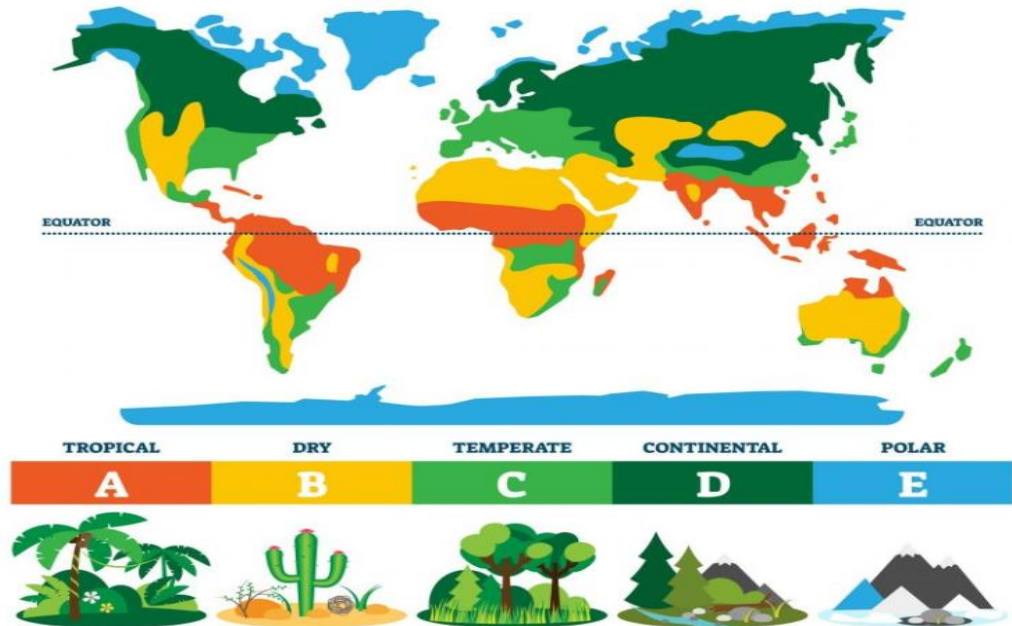 EQUATOR EQUATOR
TROPICAL DRY TEMPERATE CONTINENTAL POLAR
A B C D E